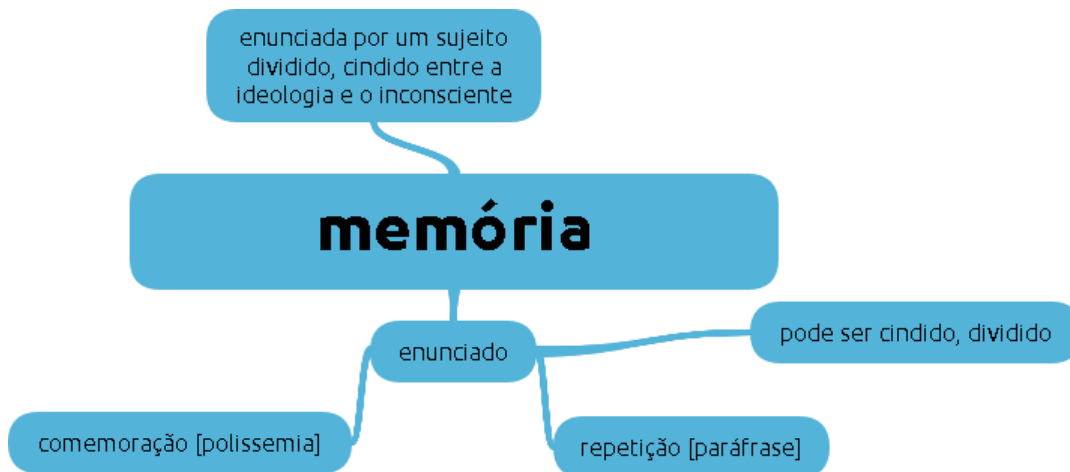 enunciada por um sujeito
dividido, cindido entre a
ideologia e o inconsciente
memória
enunciado
pode ser cindido, dividido
comemoração [polissemia]
repetição [paráfrase]